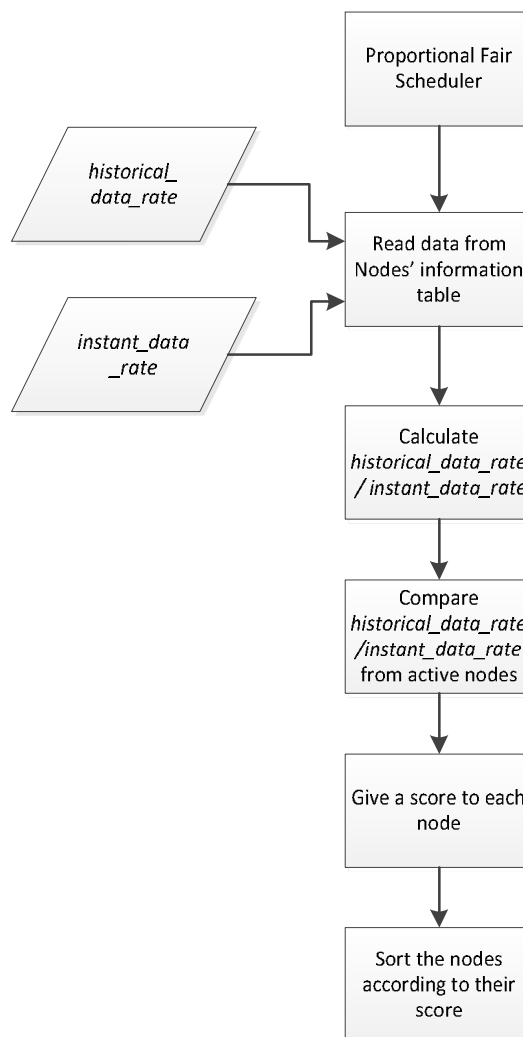 Proportional Fair
Scheduler
historical_
data_rate
Read data from
Nodes' information
table
instant_data
_rate
Calculate
historical_data_rate
/ instant_data_rate
Compare
historical_data_rate
/instant_data_rate
from active nodes
Give a score to each
node
Sort the nodes
according to their
score